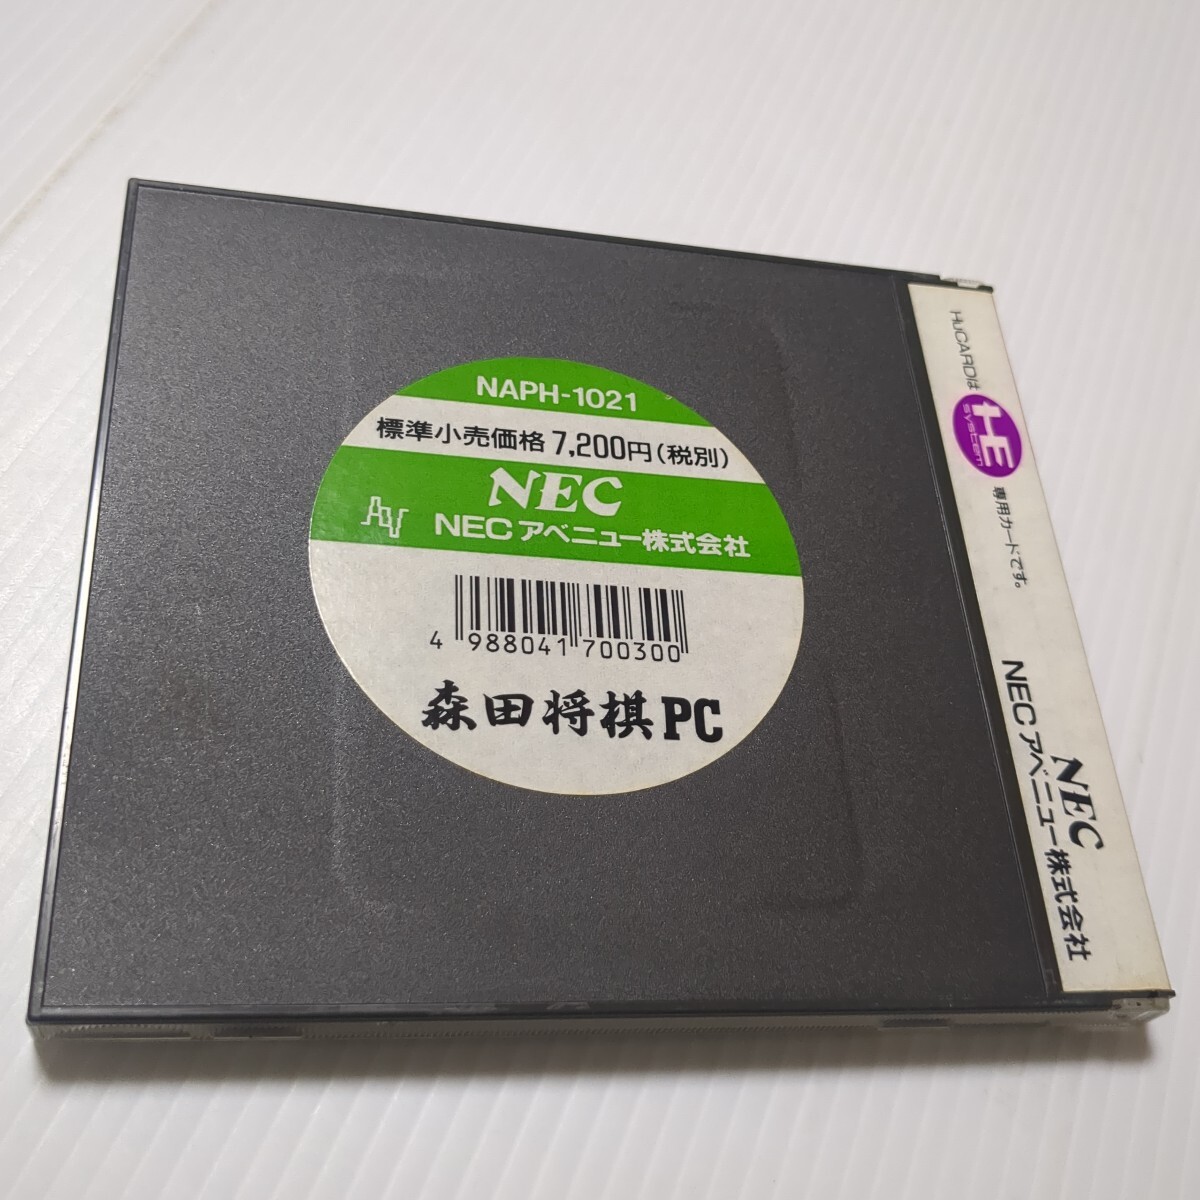 NAPH-1021
標準小売価格 7,200円(税別)
NEC
AV NECアベニュー株式会社
4 988041 700300
森田将棋PC
HuCARDは HE system 専用カードです。
NEC
NECアベニュー株式会社